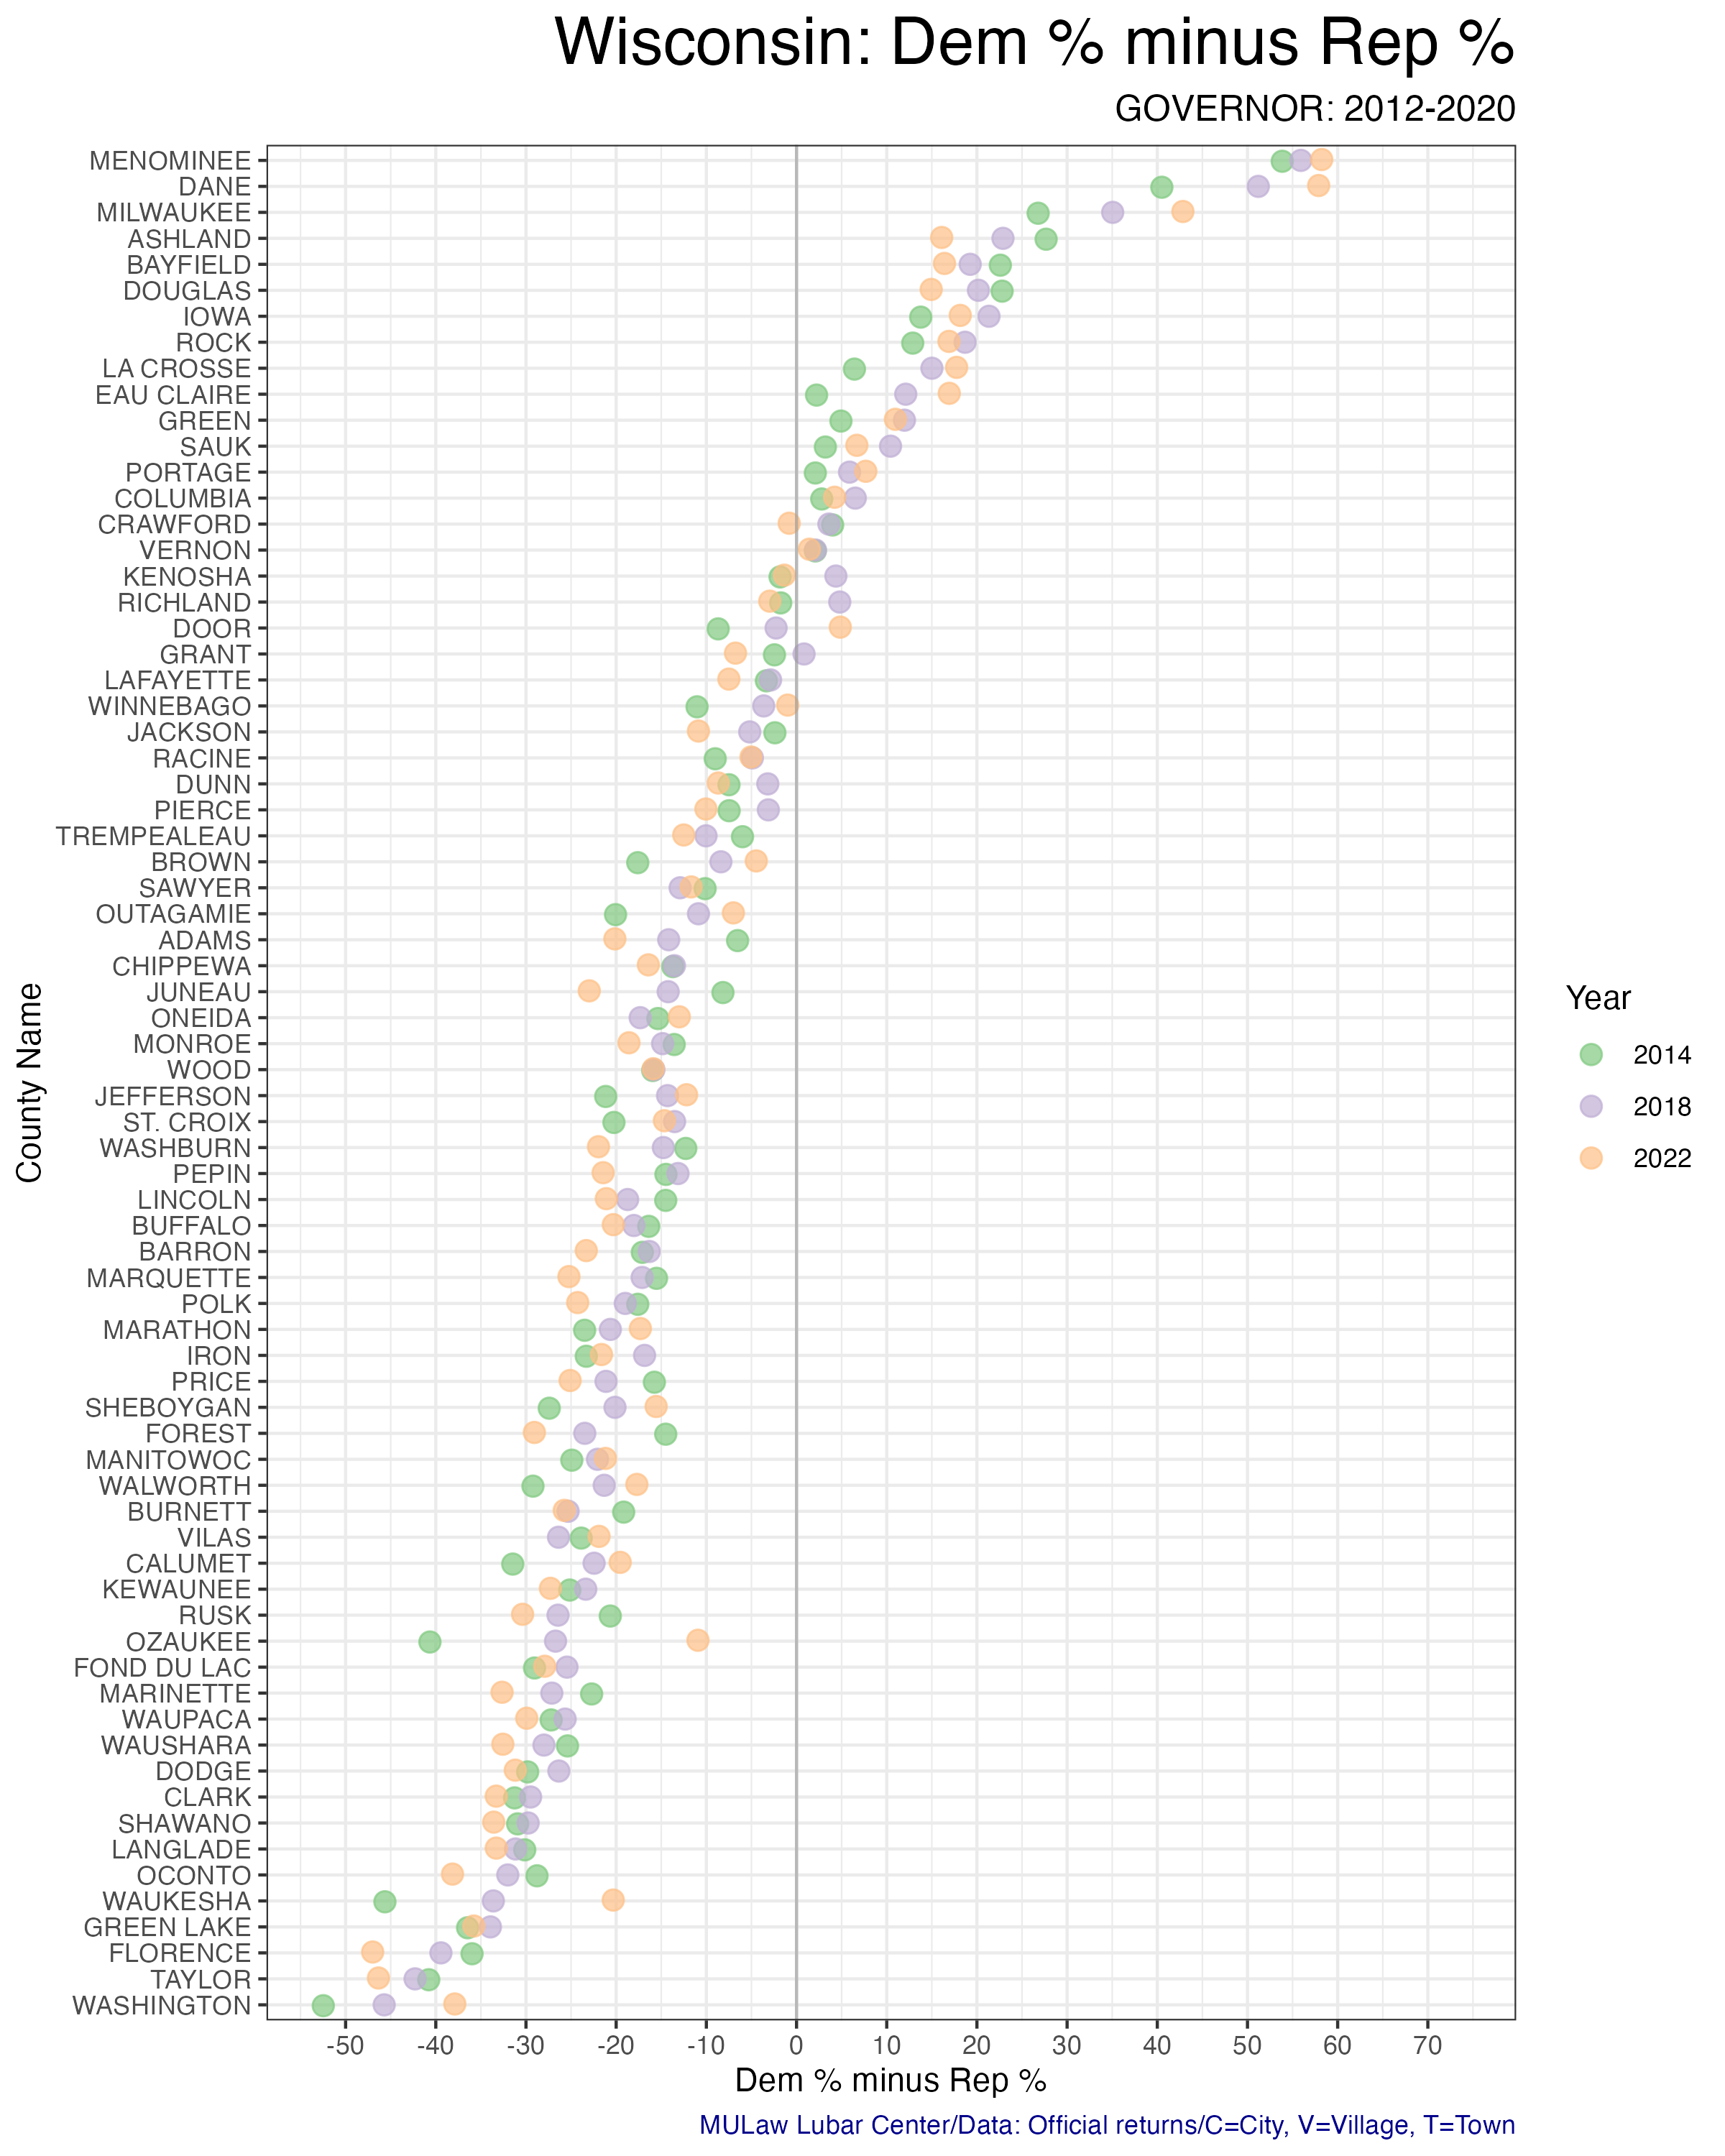 Wisconsin: Dem % minus Rep %
GOVERNOR: 2012-2020
MENOMINEE
DANE
MILWAUKEE
ASHLAND
BAYFIELD
DOUGLAS
IOWA
ROCK
LA CROSSE
EAU CLAIRE
GREEN
SAUK
PORTAGE
COLUMBIA
CRAWFORD
VERNON
KENOSHA
RICHLAND
DOOR
GRANT
LAFAYETTE
WINNEBAGO
JACKSON
RACINE
DUNN
PIERCE
TREMPEALEAU
BROWN
SAWYER
OUTAGAMIE
ADAMS
CHIPPEWA
JUNEAU
ONEIDA
MONROE
WOOD
JEFFERSON
ST. CROIX
WASHBURN
PEPIN
LINCOLN
BUFFALO
BARRON
MARQUETTE
POLK
MARATHON
IRON
PRICE
SHEBOYGAN
FOREST
MANITOWOC
WALWORTH
BURNETT
VILAS
CALUMET
KEWAUNEE
RUSK
OZAUKEE
FOND DU LAC
MARINETTE
WAUPACA
WAUSHARA
DODGE
CLARK
SHAWANO
LANGLADE
OCONTO
WAUKESHA
GREEN LAKE
FLORENCE
TAYLOR
WASHINGTON
County Name
-50 -40 -30 -20 -10 0 10 20 30 40 50 60 70
Dem % minus Rep %
Year
2014
2018
2022
MULaw Lubar Center/Data: Official returns/C=City, V=Village, T=Town